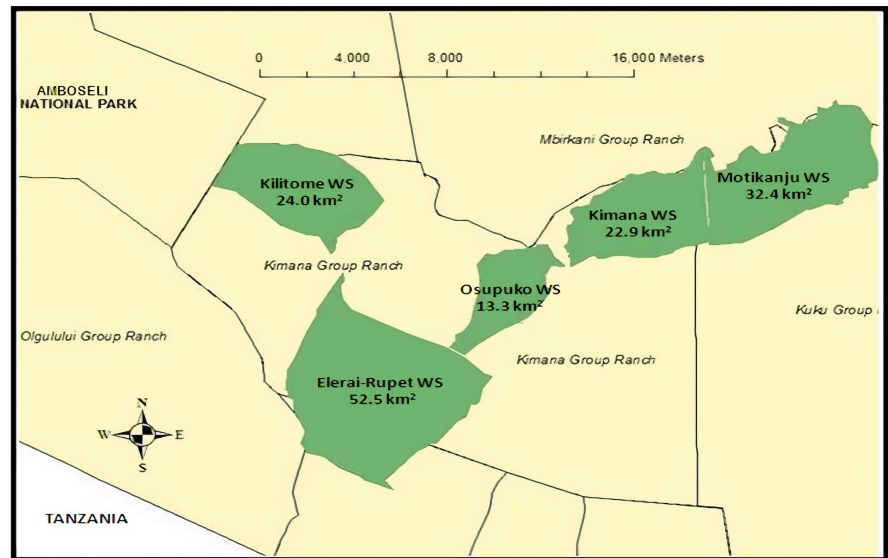 0 4,000 8,000 16,000 Meters
AMBOSELI
NATIONAL PARK
Mbirikani Group Ranch
Kilitome WS
24.0 km²
Motikanju WS
32.4 km²
Kimana WS
22.9 km²
Kimana Group Ranch
Osupuko WS
13.3 km²
Kuku Group
Olgulului Group Ranch
Kimana Group Ranch
Elerai-Rupet WS
52.5 km²
N
W E
S
TANZANIA